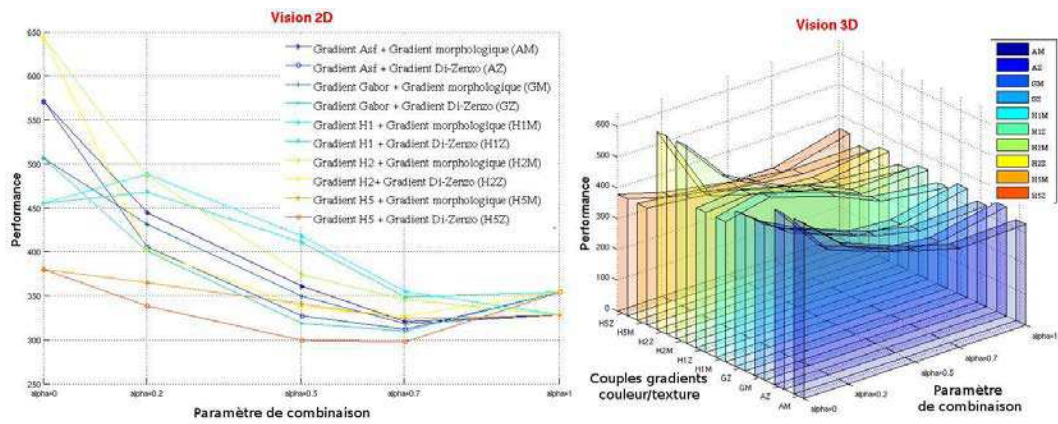 Vision 2D
650
600
550
500
450
400
350
300
250
Performance
alpha=0
alpha=0.2
alpha=0.5
alpha=0.7
alpha=1
Paramètre de combinaison
Gradient Asf + Gradient morphologique (AM)
Gradient Asf + Gradient Di-Zenzo (AZ)
Gradient Gabor + Gradient morphologique (GM)
Gradient Gabor + Gradient Di-Zenzo (GZ)
Gradient H1 + Gradient morphologique (H1M)
Gradient H1 + Gradient Di-Zenzo (H1Z)
Gradient H2 + Gradient morphologique (H2M)
Gradient H2+ Gradient Di-Zenzo (H2Z)
Gradient H5 + Gradient morphologique (H5M)
Gradient H5 + Gradient Di-Zenzo (H5Z)
Vision 3D
600
500
400
300
200
100
0
Performance
H5Z
H5M
H2Z
H2M
H1Z
H1M
GZ
GM
AZ
AM
Couples gradients
couleur/texture
alpha=0
alpha=0.2
alpha=0.5
alpha=0.7
alpha=1
Paramètre
de combinaison
AM
AZ
GM
GZ
H1M
H1Z
H2M
H2Z
H5M
H5Z